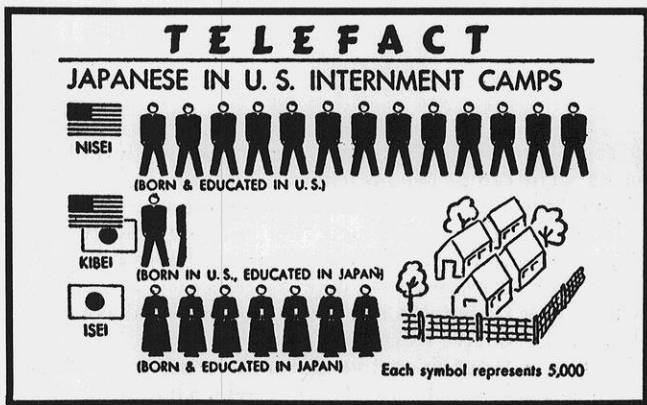 TELEFACT
JAPANESE IN U. S. INTERNMENT CAMPS
NISEI
(BORN & EDUCATED IN U. S.)
KIBEI
(BORN IN U. S., EDUCATED IN JAPAN)
ISEI
(BORN & EDUCATED IN JAPAN)
Each symbol represents 5,000